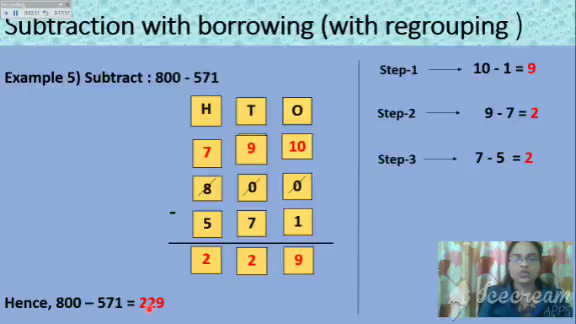 Subtraction with borrowing (with regrouping )
Example 5) Subtract : 800 - 571
H T O
7 9 10
8 0 0
- 5 7 1
2 2 9
Hence, 800 – 571 = 229
Step-1 10 - 1 = 9
Step-2 9 - 7 = 2
Step-3 7 - 5 = 2
Icecream
APPS